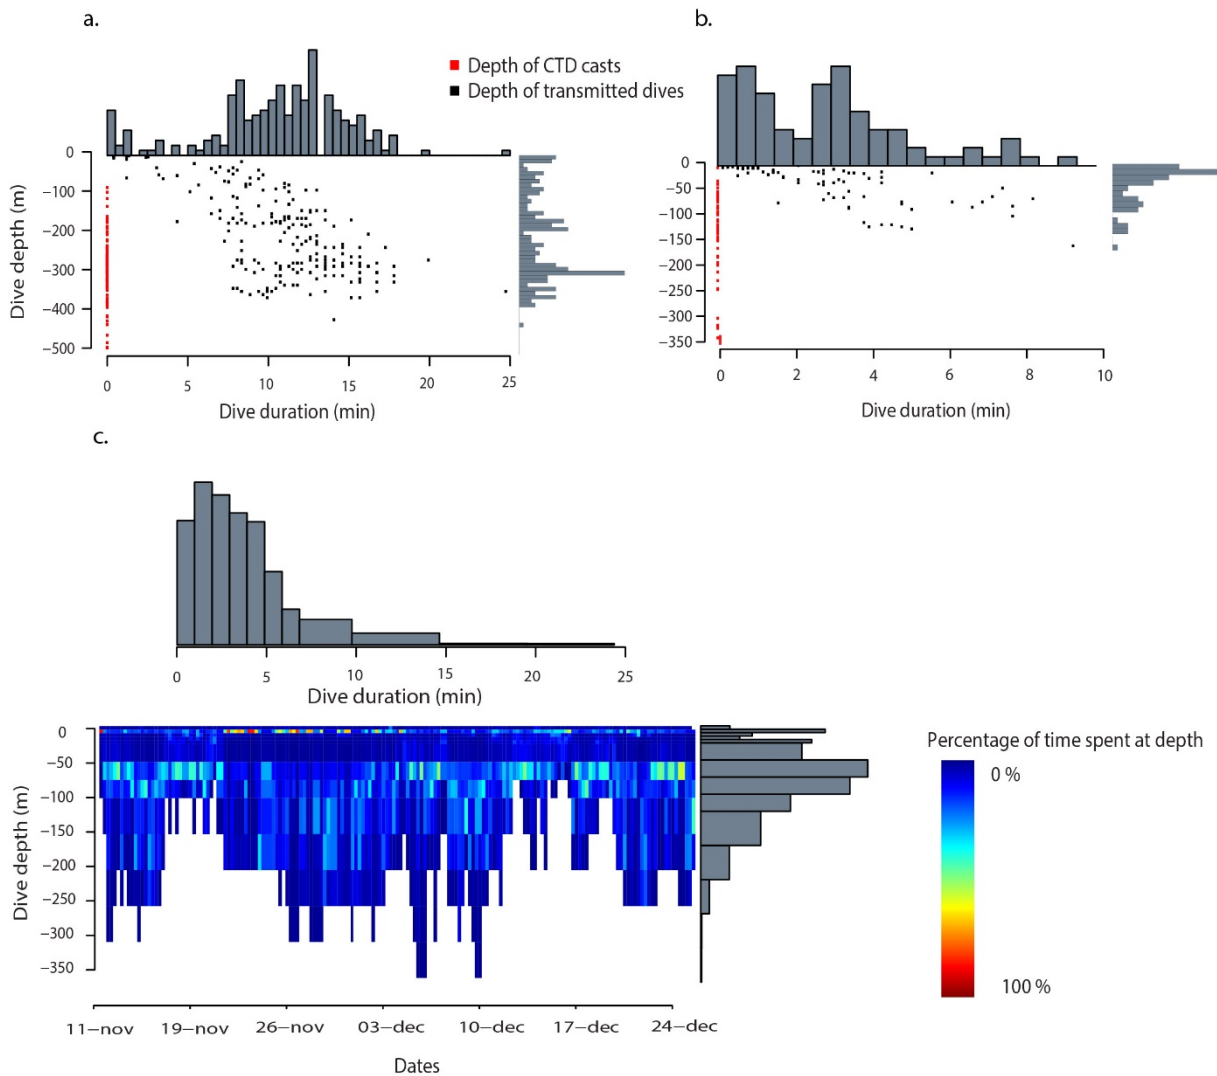 a.
b.
Depth of CTD casts
Depth of transmitted dives
Dive depth (m)
0
−100
−200
−300
−400
−500
0 5 10 15 20 25
Dive duration (min)
0
−50
−100
−150
−200
−250
−300
−350
0 2 4 6 8 10
Dive duration (min)
c.
0 5 10 15 20 25
Dive duration (min)
Dive depth (m)
0
−50
−100
−150
−200
−250
−300
−350
11−nov 19−nov 26−nov 03−dec 10−dec 17−dec 24−dec
Dates
Percentage of time spent at depth
0 %
100 %